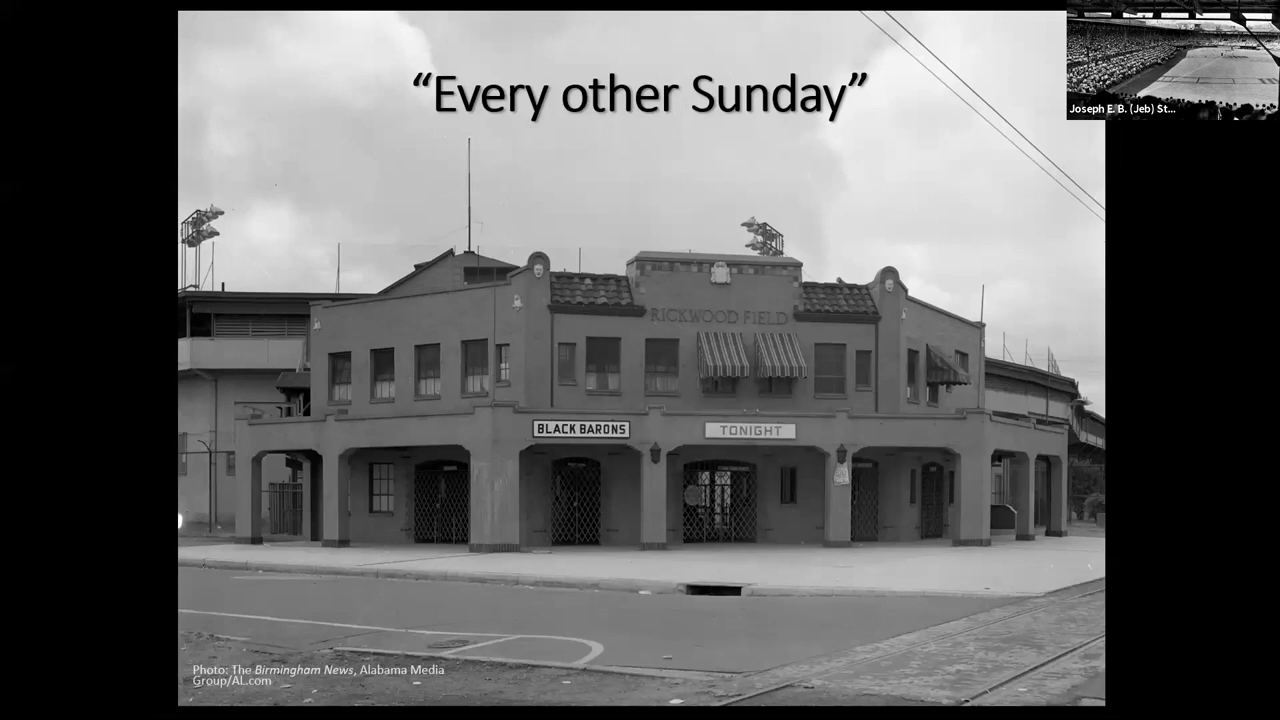 “Every other Sunday”
Joseph E. B. (Jeb) St...
RICKWOOD FIELD
BLACK BARONS
TONIGHT
Photo: The Birmingham News, Alabama Media
Group/AL.com